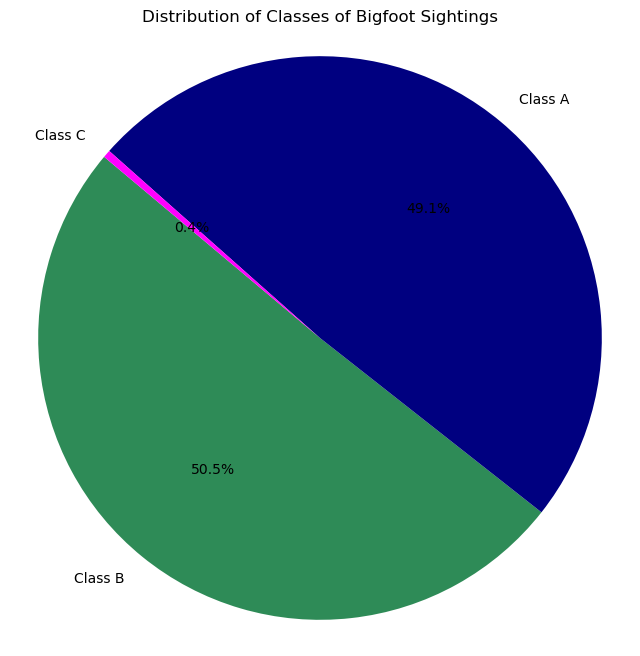 Distribution of Classes of Bigfoot Sightings
Class A
Class C
49.1%
0.4%
50.5%
Class B